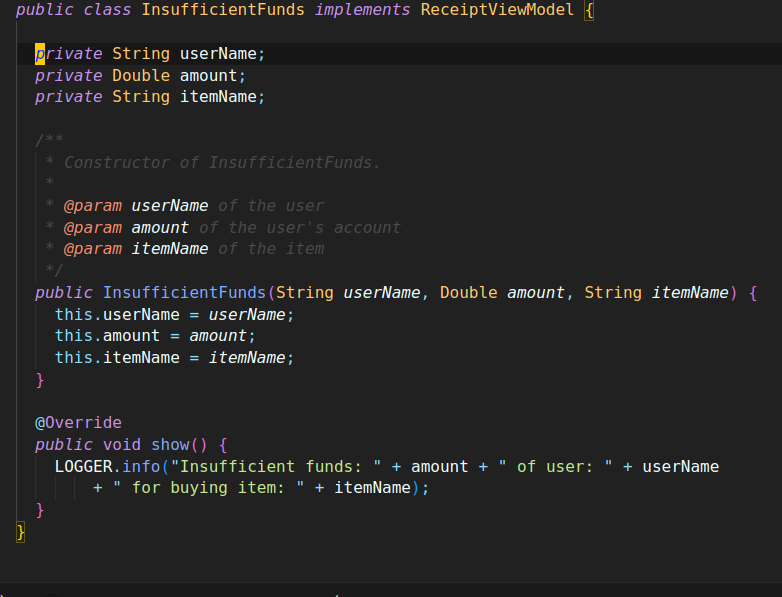 public class InsufficientFunds implements ReceiptViewModel {
private String userName;
private Double amount;
private String itemName;
/**
* Constructor of InsufficientFunds.
*
* @param userName of the user
* @param amount of the user's account
* @param itemName of the item
*/
public InsufficientFunds(String userName, Double amount, String itemName) {
this.userName = userName;
this.amount = amount;
this.itemName = itemName;
}
@Override
public void show() {
LOGGER.info("Insufficient funds: " + amount + " of user: " + userName
+ " for buying item: " + itemName);
}
}